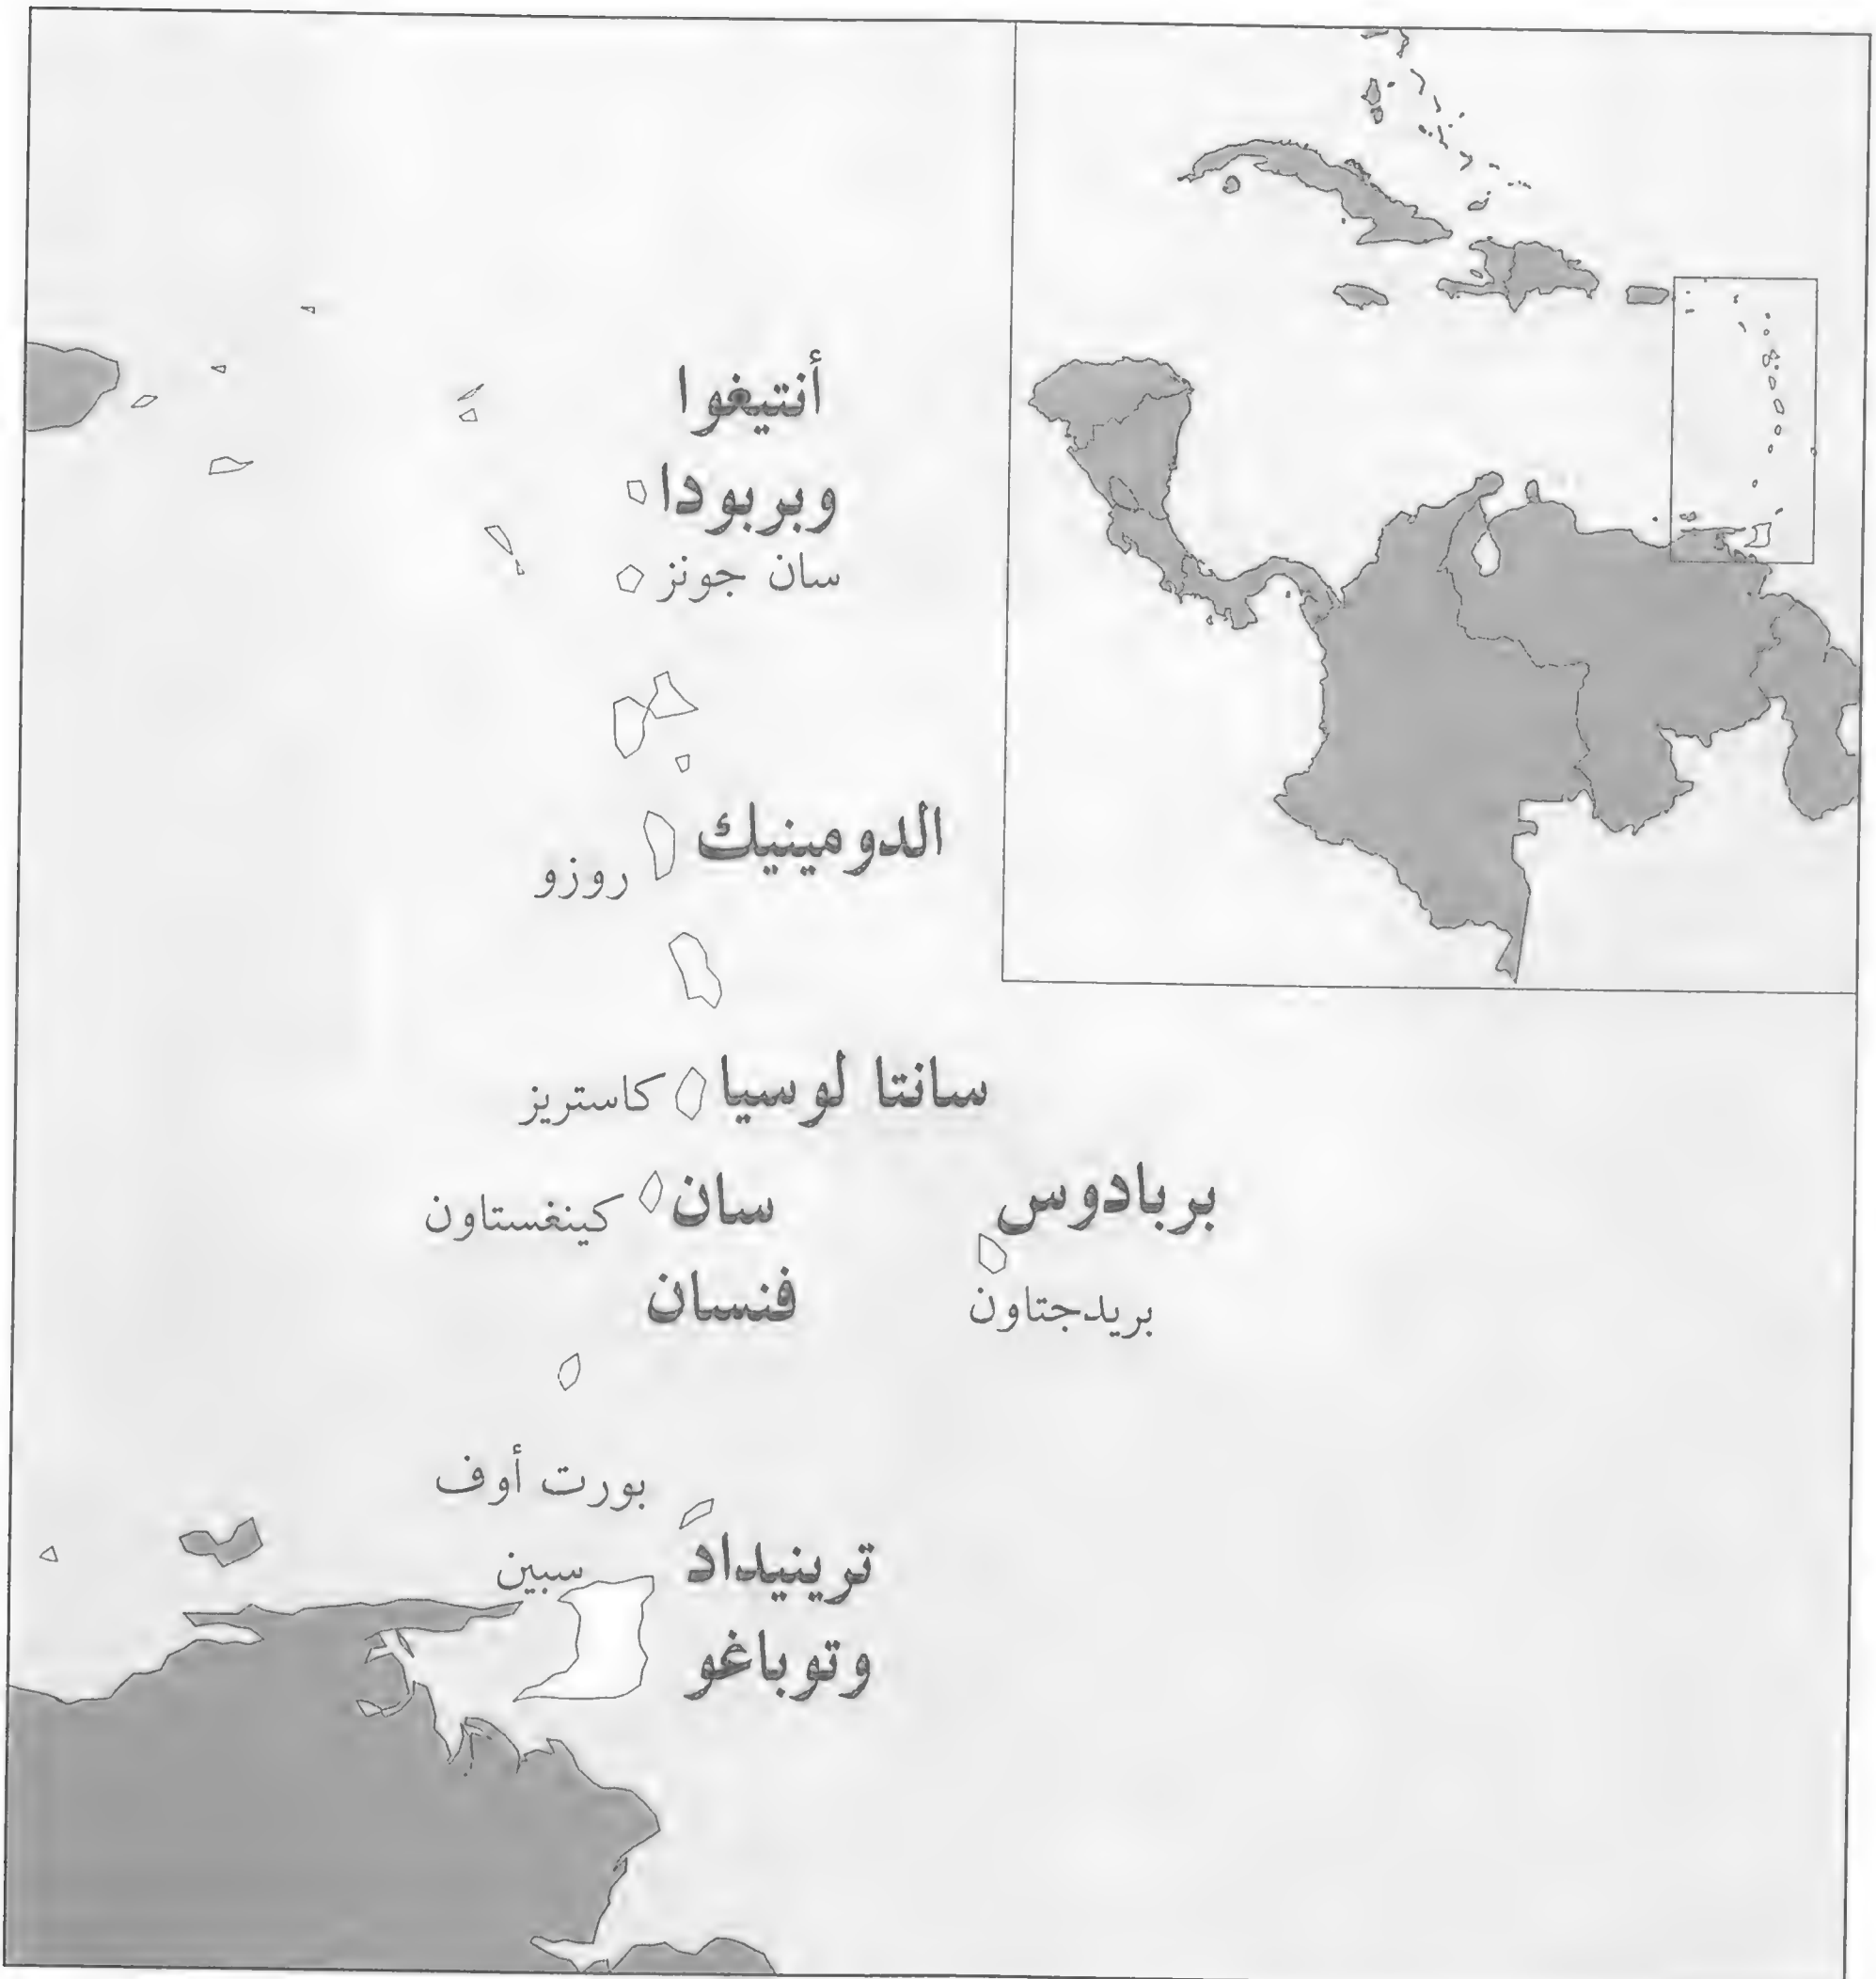 أنتيغوا
وبربودا
سان جونز
الدومينيك
روزو
سانتا لوسيا
كاستريز
بربادوس
سان
كينغستاون
فنسان
بريدجتاون
بورت أوف
سبين
ترينيداد
وتوباغو